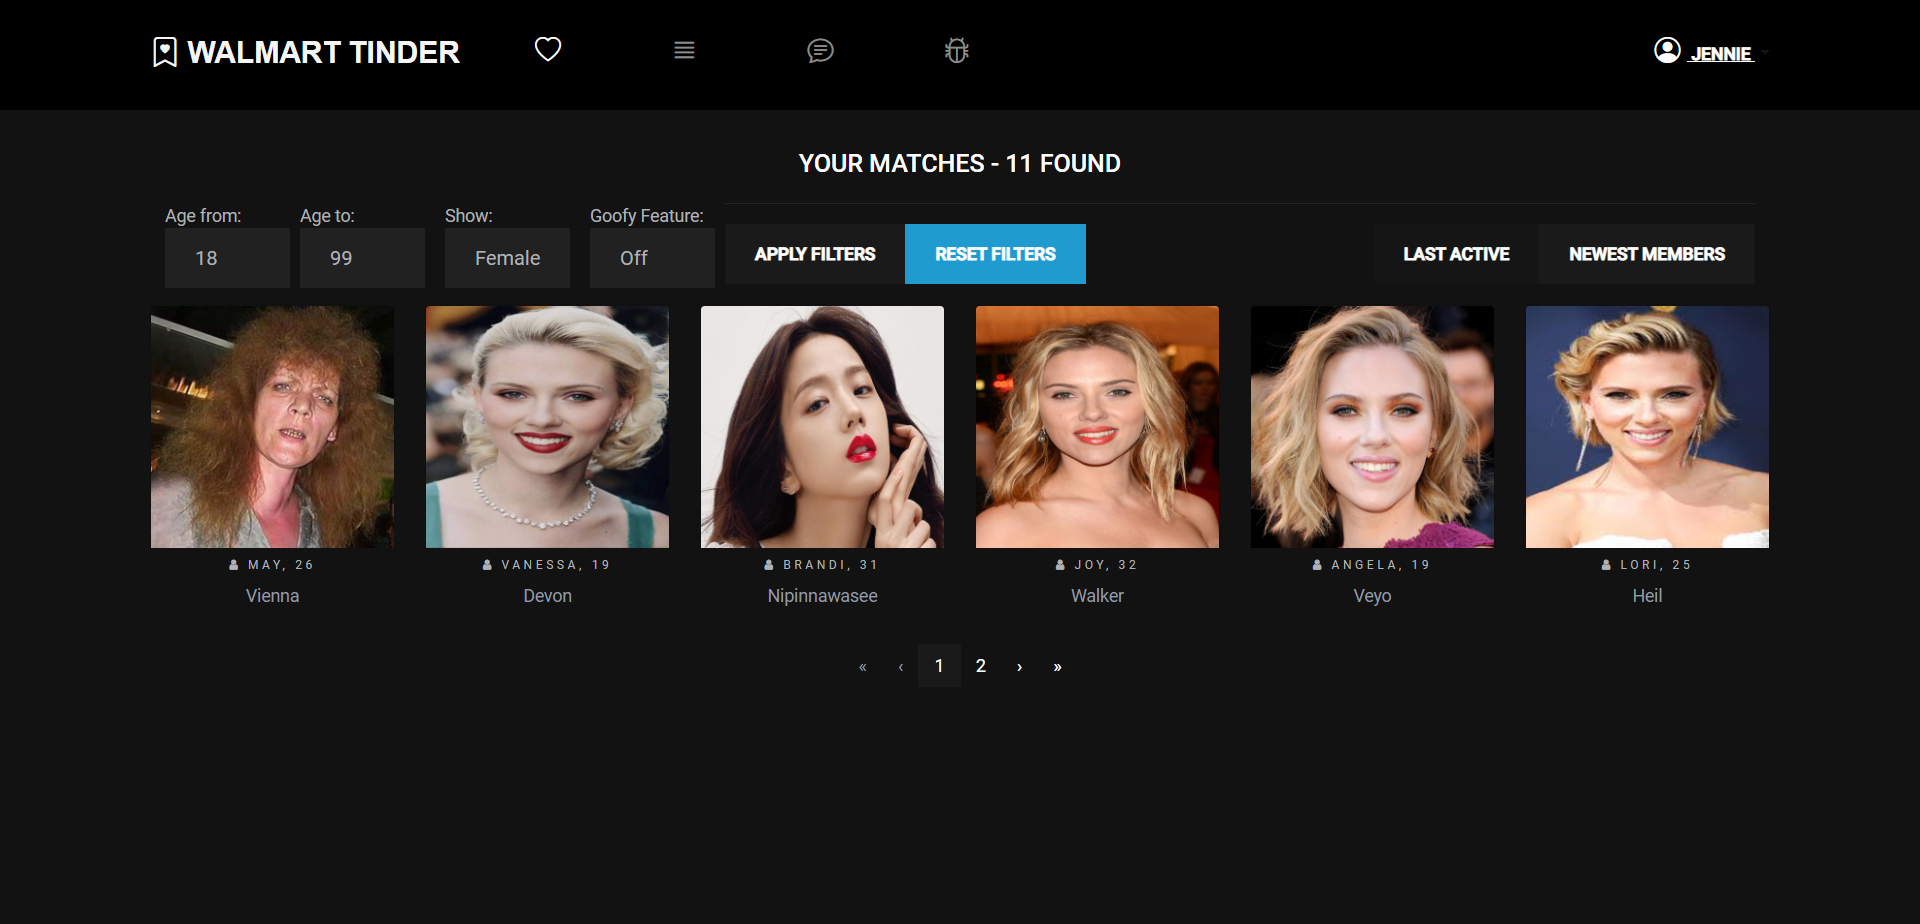 WALMART TINDER
JENNIE
YOUR MATCHES - 11 FOUND
Age from:
Age to:
Show:
Goofy Feature:
18
99
Female
Off
APPLY FILTERS
RESET FILTERS
LAST ACTIVE
NEWEST MEMBERS
MAY, 26
VANESSA, 19
BRANDI, 31
JOY, 32
ANGELA, 19
LORI, 25
Vienna
Devon
Nipinnawasee
Walker
Veyo
Heil
« ‹ 1 2 › »